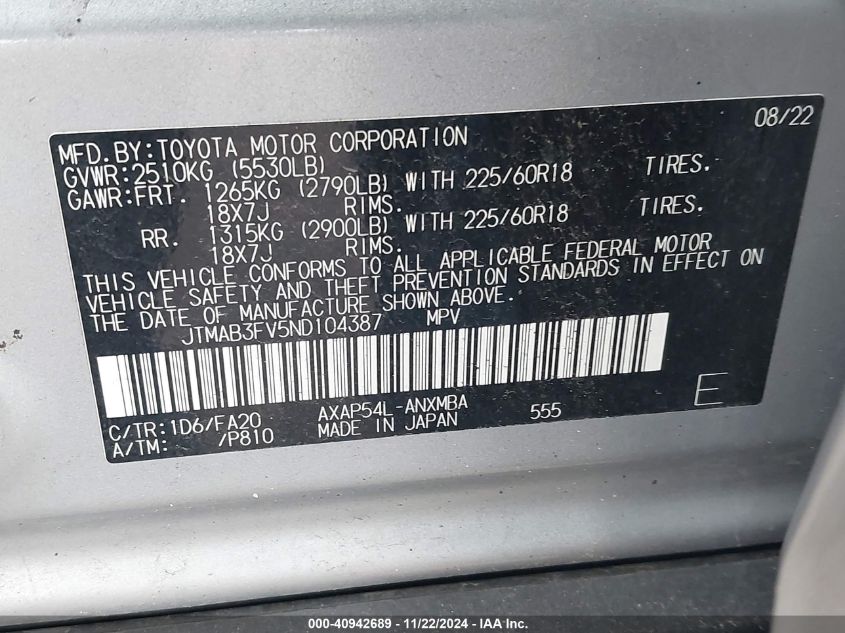 08/22
MFD.BY:TOYOTA MOTOR CORPORATION
GVWR:2510KG (5530LB)
GAWR:FRT. 1265KG (2790LB) WITH 225/60R18 TIRES.
18X7J RIMS.
RR. 1315KG (2900LB) WITH 225/60R18 TIRES.
18X7J RIMS.
THIS VEHICLE CONFORMS TO ALL APPLICABLE FEDERAL MOTOR
VEHICLE SAFETY AND THEFT PREVENTION STANDARDS IN EFFECT ON
THE DATE OF MANUFACTURE SHOWN ABOVE.
JTMAB3FV5ND104387 MPV
C/TR:1D6/FA20 AXAP54L-ANXMBA 555 E
A/TM: /P810 MADE IN JAPAN
000-40942689 - 11/22/2024 - IAA Inc.